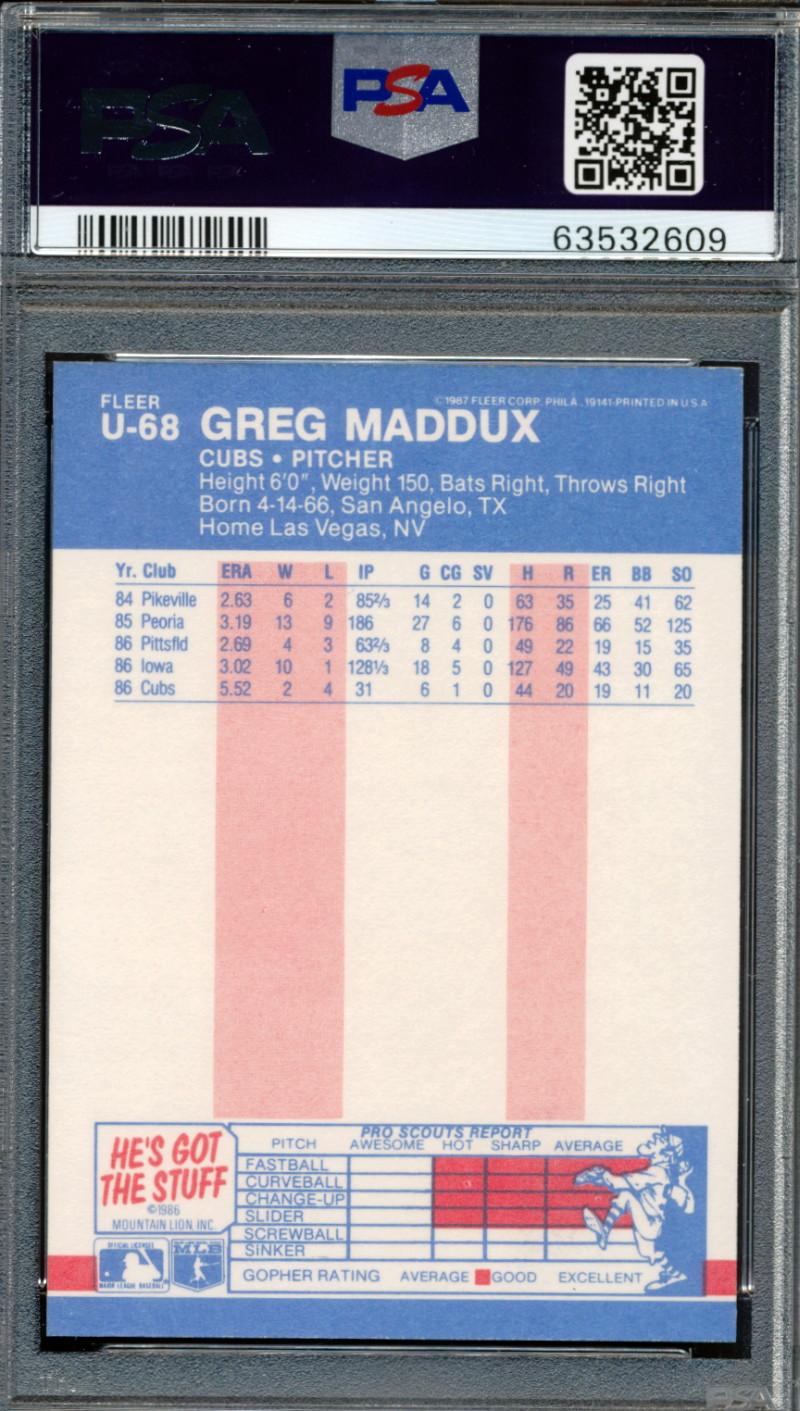 PSA
PSA
63532609
FLEER
U-68 GREG MADDUX
©1987 FLEER CORP. PHILA., 19141-PRINTED IN U.S.A
CUBS • PITCHER
Height 6'0", Weight 150, Bats Right, Throws Right
Born 4-14-66, San Angelo, TX
Home Las Vegas, NV
Yr. Club ERA W L IP G CG SV H R ER BB SO
84 Pikeville 2.63 6 2 85⅔ 14 2 0 63 35 25 41 62
85 Peoria 3.19 13 9 186 27 6 0 176 86 66 52 125
86 Pittsfld 2.69 4 3 63⅔ 8 4 0 49 22 19 15 35
86 Iowa 3.02 10 1 128⅓ 18 5 0 127 49 43 30 65
86 Cubs 5.52 2 4 31 6 1 0 44 20 19 11 20
HE'S GOT
THE STUFF
©1986
MOUNTAIN LION, INC.
OFFICIAL LICENSEE
MAJOR LEAGUE BASEBALL
MLB
PRO SCOUTS REPORT
PITCH AWESOME HOT SHARP AVERAGE
FASTBALL
CURVEBALL
CHANGE-UP
SLIDER
SCREWBALL
SINKER
GOPHER RATING AVERAGE GOOD EXCELLENT
PSA